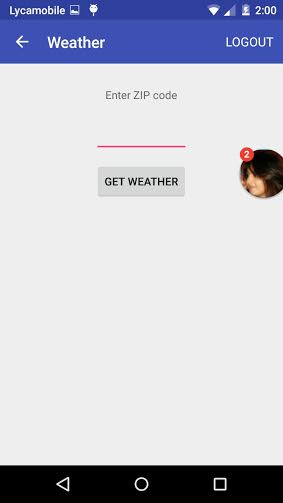 Lycamobile 2:00
Weather LOGOUT
Enter ZIP code
2
GET WEATHER